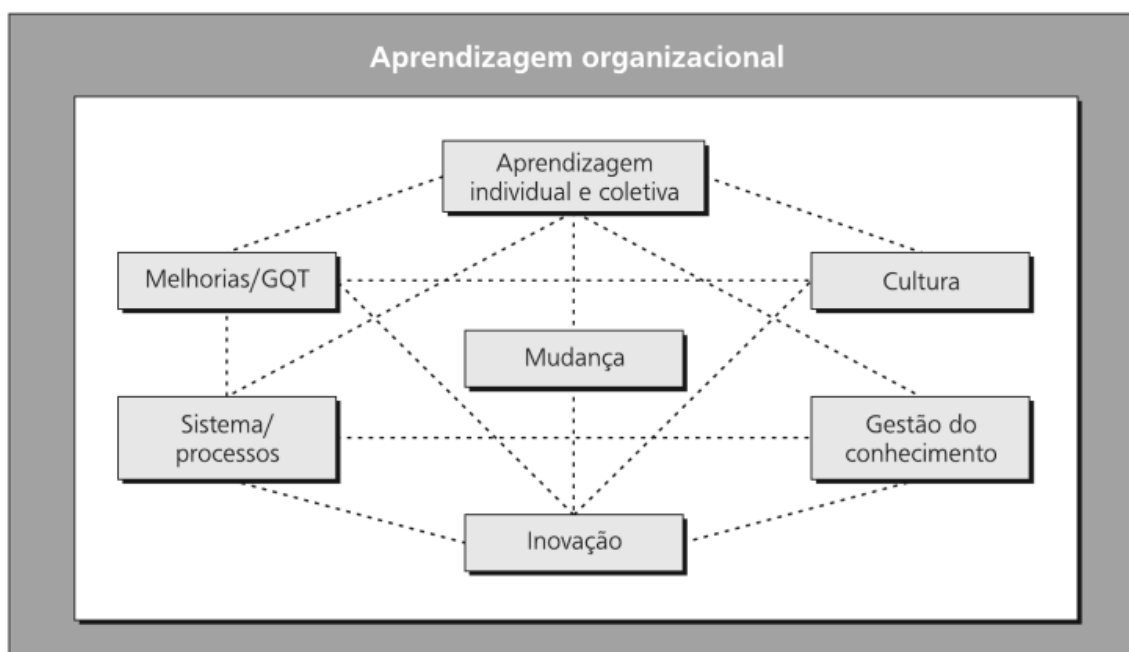 Aprendizagem organizacional
Aprendizagem
individual e coletiva
Melhorias/GQT
Cultura
Mudança
Sistema/
processos
Gestão do
conhecimento
Inovação